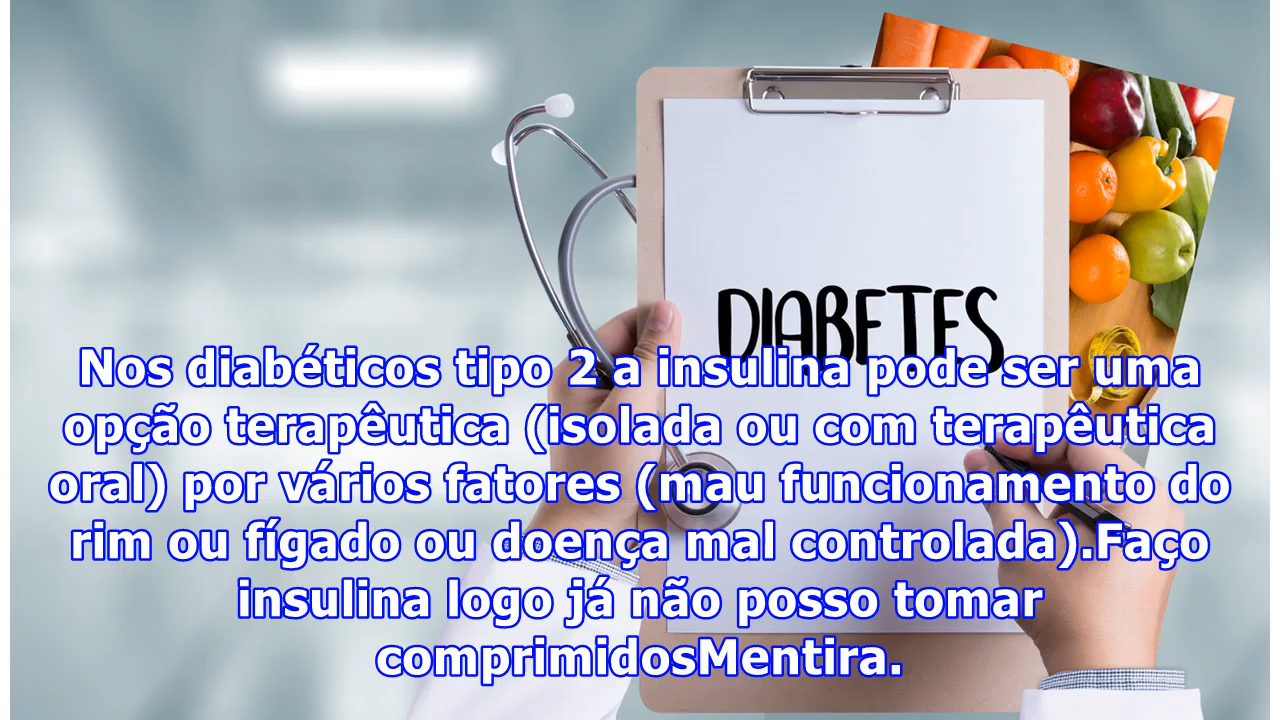 DIABETES
Nos diabéticos tipo 2 a insulina pode ser uma
opção terapêutica (isolada ou com terapêutica
oral) por vários fatores (mau funcionamento do
rim ou fígado ou doença mal controlada).Faço
insulina logo já não posso tomar
comprimidosMentira.